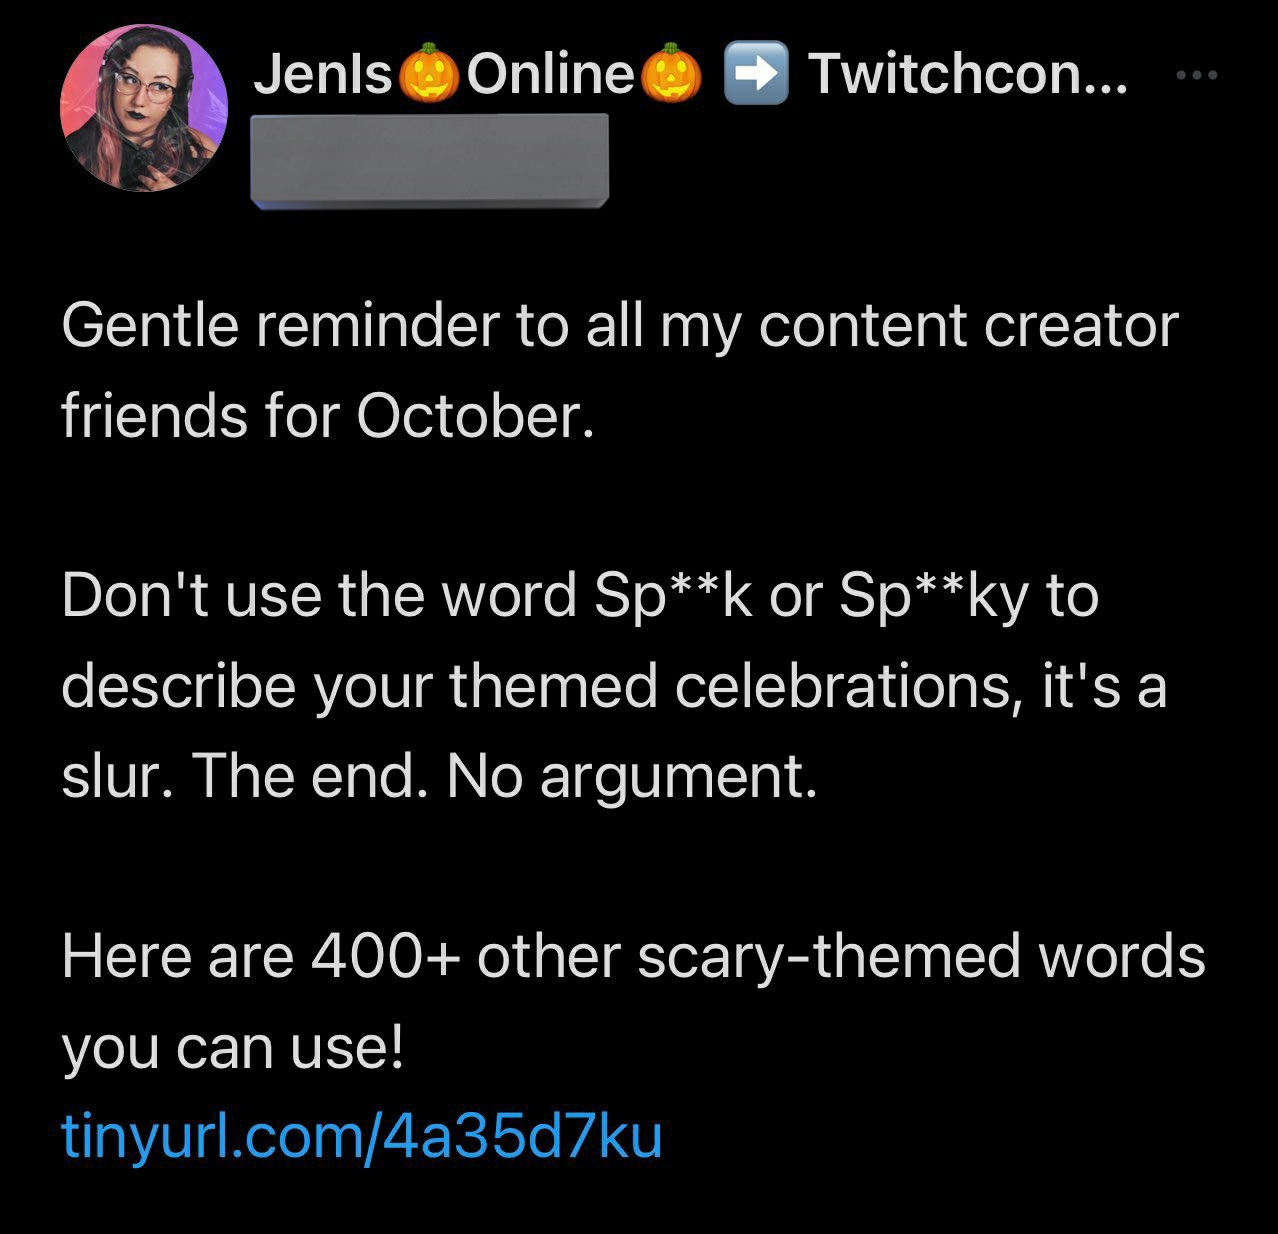 JenIs🎃Online🎃 ➡️ Twitchcon...
Gentle reminder to all my content creator
friends for October.
Don't use the word Sp**k or Sp**ky to
describe your themed celebrations, it's a
slur. The end. No argument.
Here are 400+ other scary-themed words
you can use!
tinyurl.com/4a35d7ku